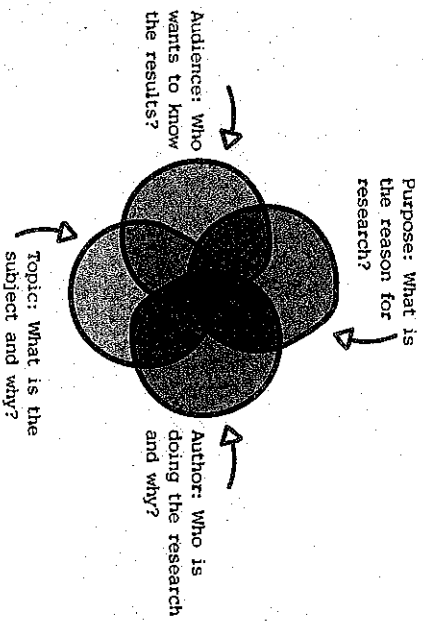 Purpose: What is
the reason for
research?
Audience: Who
wants to know
the results?
Author: Who is
doing the research
and why?
Topic: What is the
subject and why?